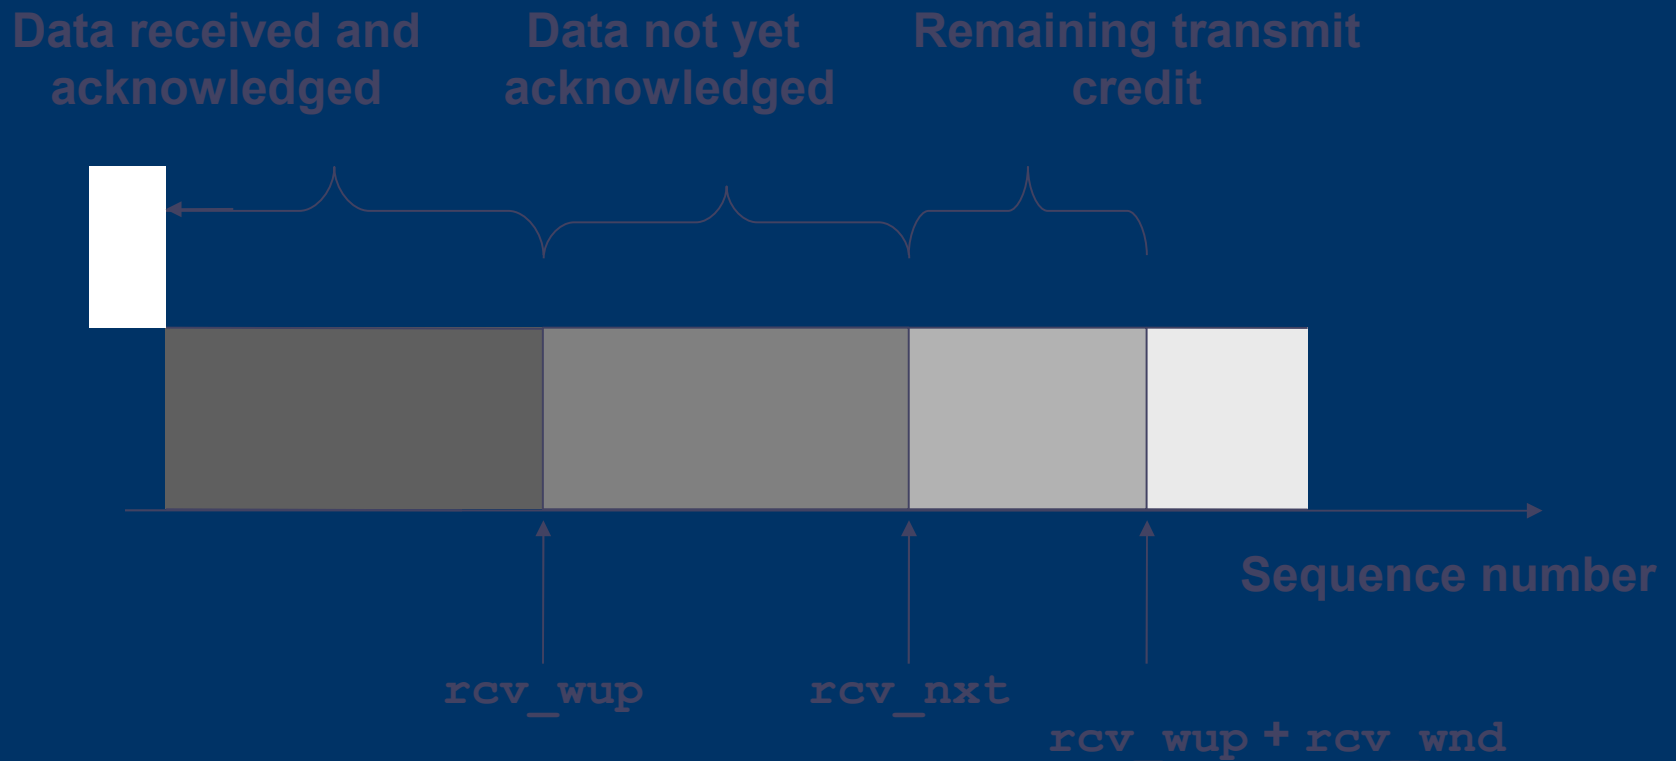 Data received and
acknowledged
Data not yet
acknowledged
Remaining transmit
credit
Sequence number
rcv_wup
rcv_nxt
rcv_wup + rcv_wnd